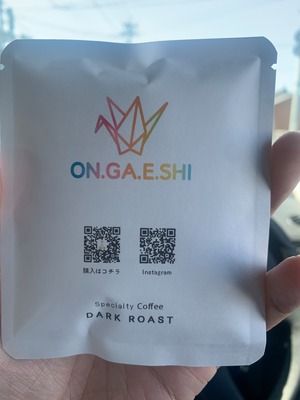 ON.GA.E.SHI
購入はコチラ Instagram
Specialty Coffee
DARK ROAST